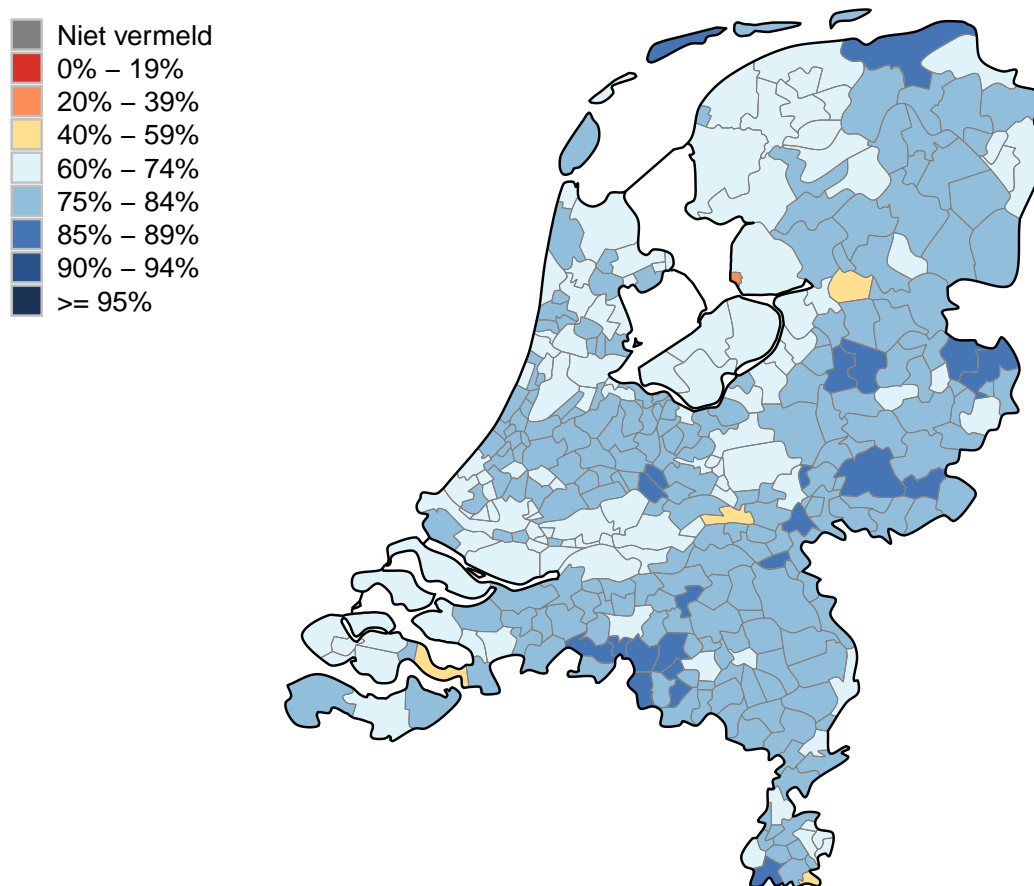 Niet vermeld
0% – 19%
20% – 39%
40% – 59%
60% – 74%
75% – 84%
85% – 89%
90% – 94%
>= 95%